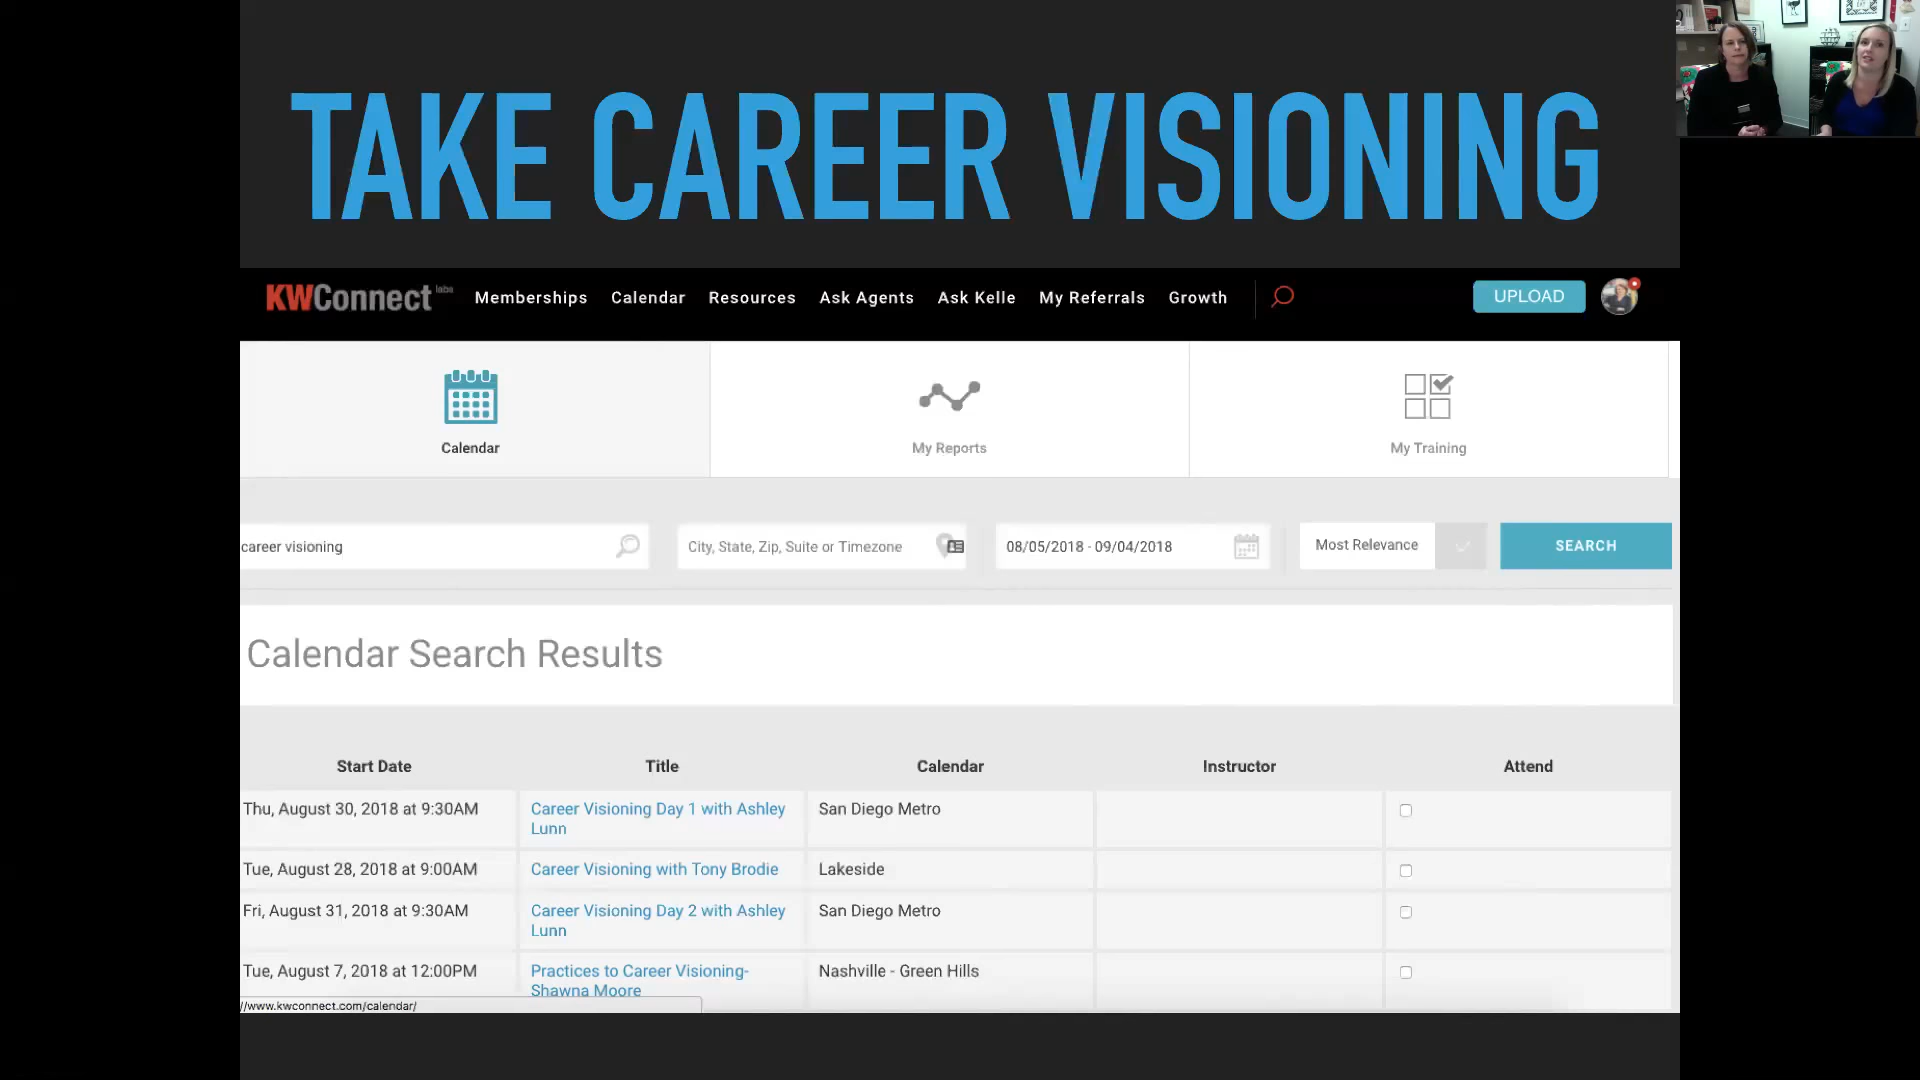 TAKE CAREER VISIONING
KWConnect labs
Memberships Calendar Resources Ask Agents Ask Kelle My Referrals Growth
UPLOAD
Calendar
My Reports
My Training
career visioning
City, State, Zip, Suite or Timezone
08/05/2018 - 09/04/2018
Most Relevance
SEARCH
Calendar Search Results
Start Date Title Calendar Instructor Attend
Thu, August 30, 2018 at 9:30AM
Career Visioning Day 1 with Ashley
Lunn
San Diego Metro
Tue, August 28, 2018 at 9:00AM
Career Visioning with Tony Brodie
Lakeside
Fri, August 31, 2018 at 9:30AM
Career Visioning Day 2 with Ashley
Lunn
San Diego Metro
Tue, August 7, 2018 at 12:00PM
Practices to Career Visioning-
Shawna Moore
Nashville - Green Hills
//www.kwconnect.com/calendar/